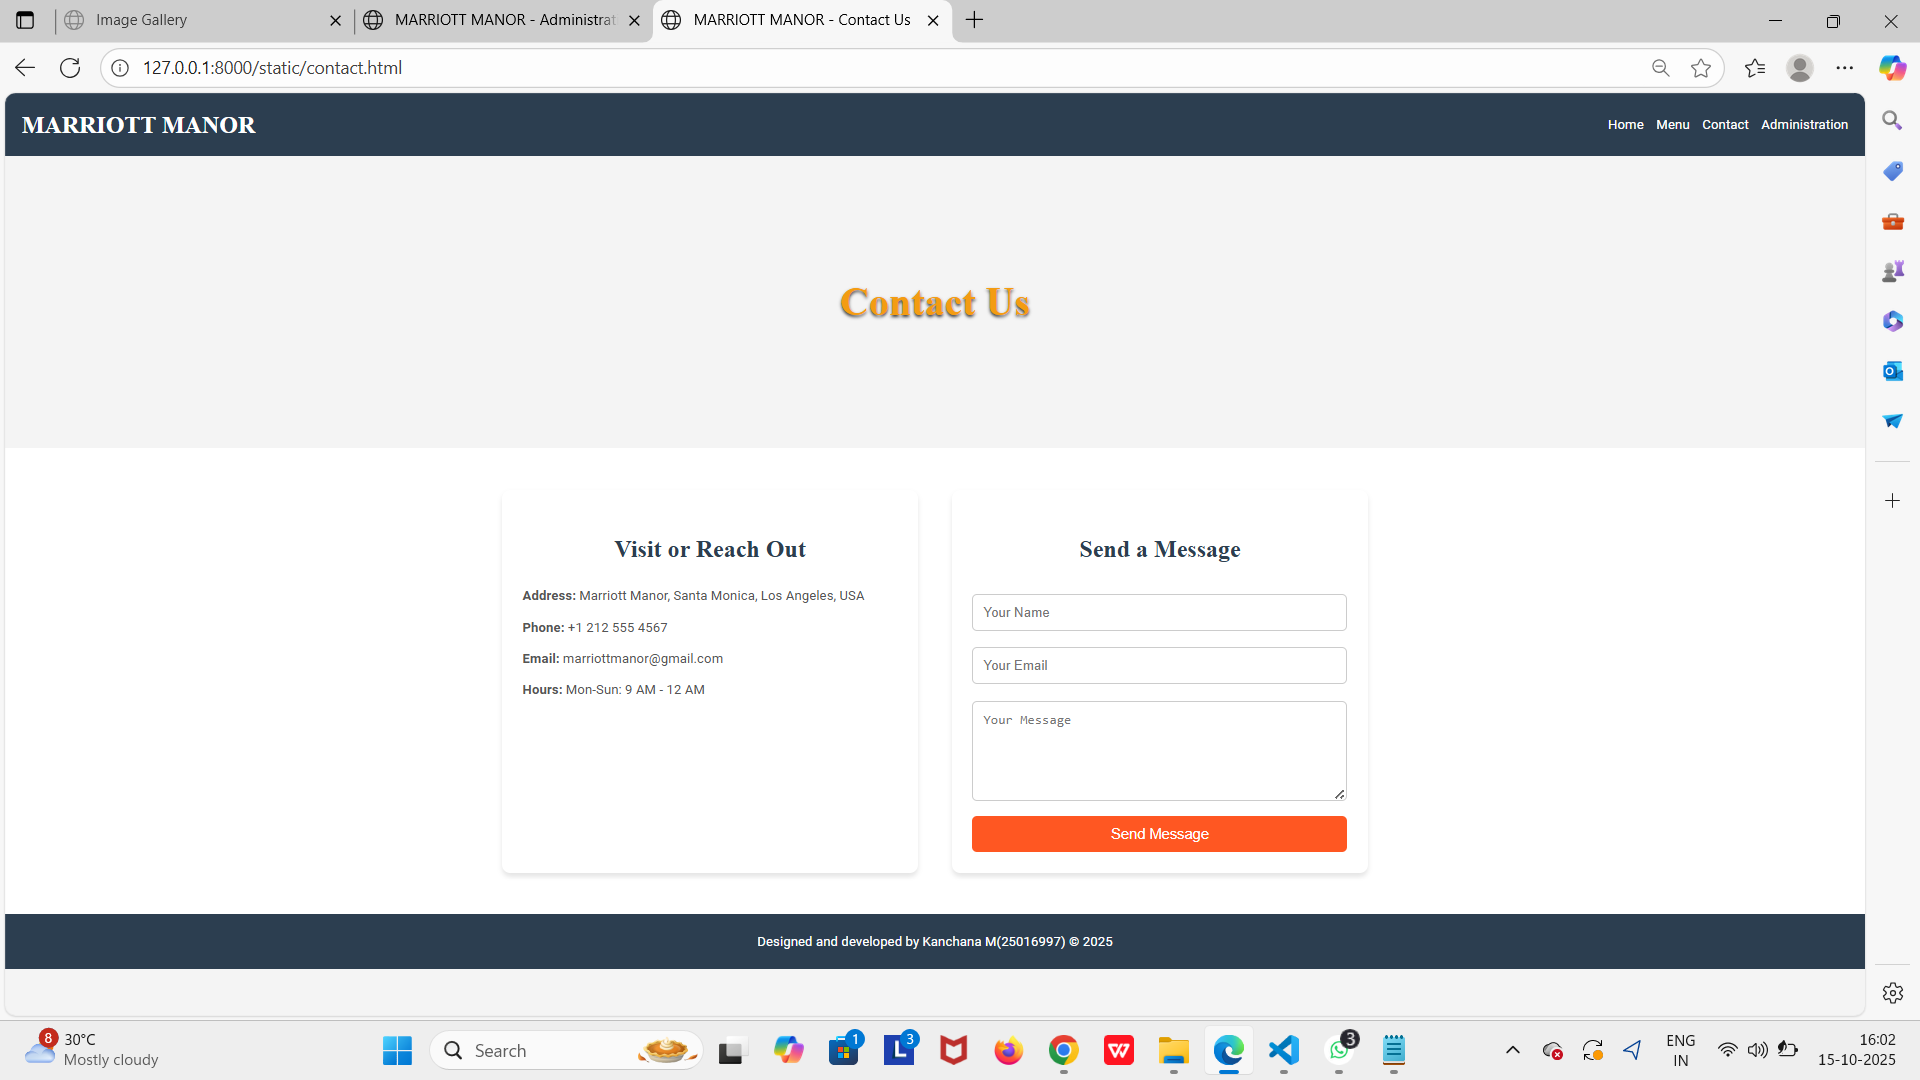 Image Gallery
MARRIOTT MANOR - Administrat
MARRIOTT MANOR - Contact Us
127.0.0.1:8000/static/contact.html
MARRIOTT MANOR
Home Menu Contact Administration
Contact Us
Visit or Reach Out
Address: Marriott Manor, Santa Monica, Los Angeles, USA
Phone: +1 212 555 4567
Email: marriottmanor@gmail.com
Hours: Mon-Sun: 9 AM - 12 AM
Send a Message
Your Name
Your Email
Your Message
Send Message
Designed and developed by Kanchana M(25016997) © 2025
8
30°C
Mostly cloudy
Search
1
L
3
W
3
ENG
IN
16:02
15-10-2025